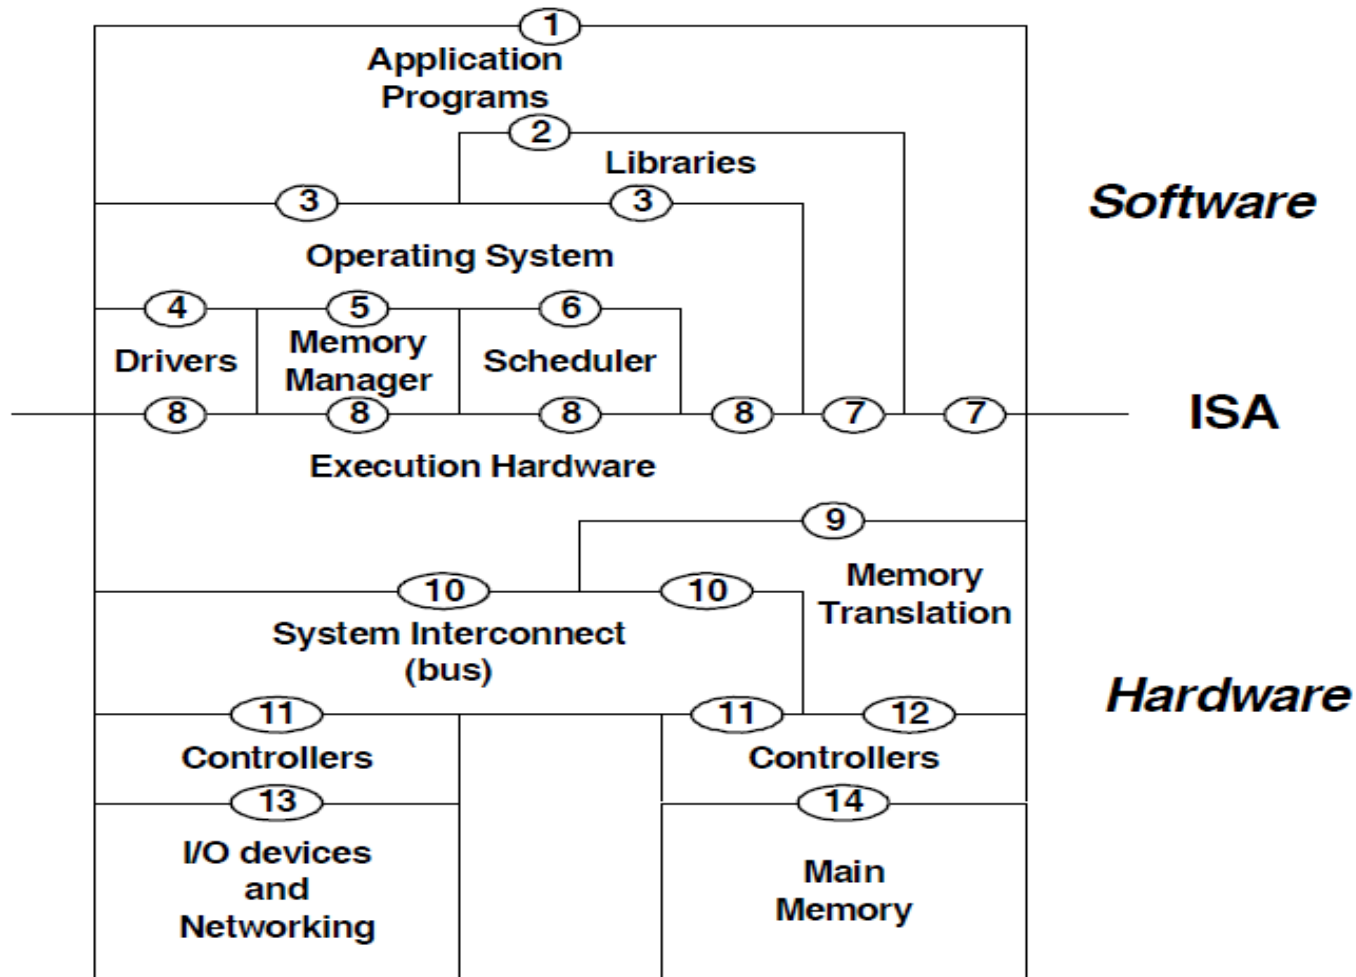 1
Application
Programs
2
Libraries
Software
3
3
Operating System
4
5
6
Drivers
Memory
Manager
Scheduler
8
8
8
8
7
7
ISA
Execution Hardware
9
Memory
Translation
10
10
System Interconnect
(bus)
Hardware
11
11
12
Controllers
Controllers
13
14
I/O devices
and
Networking
Main
Memory